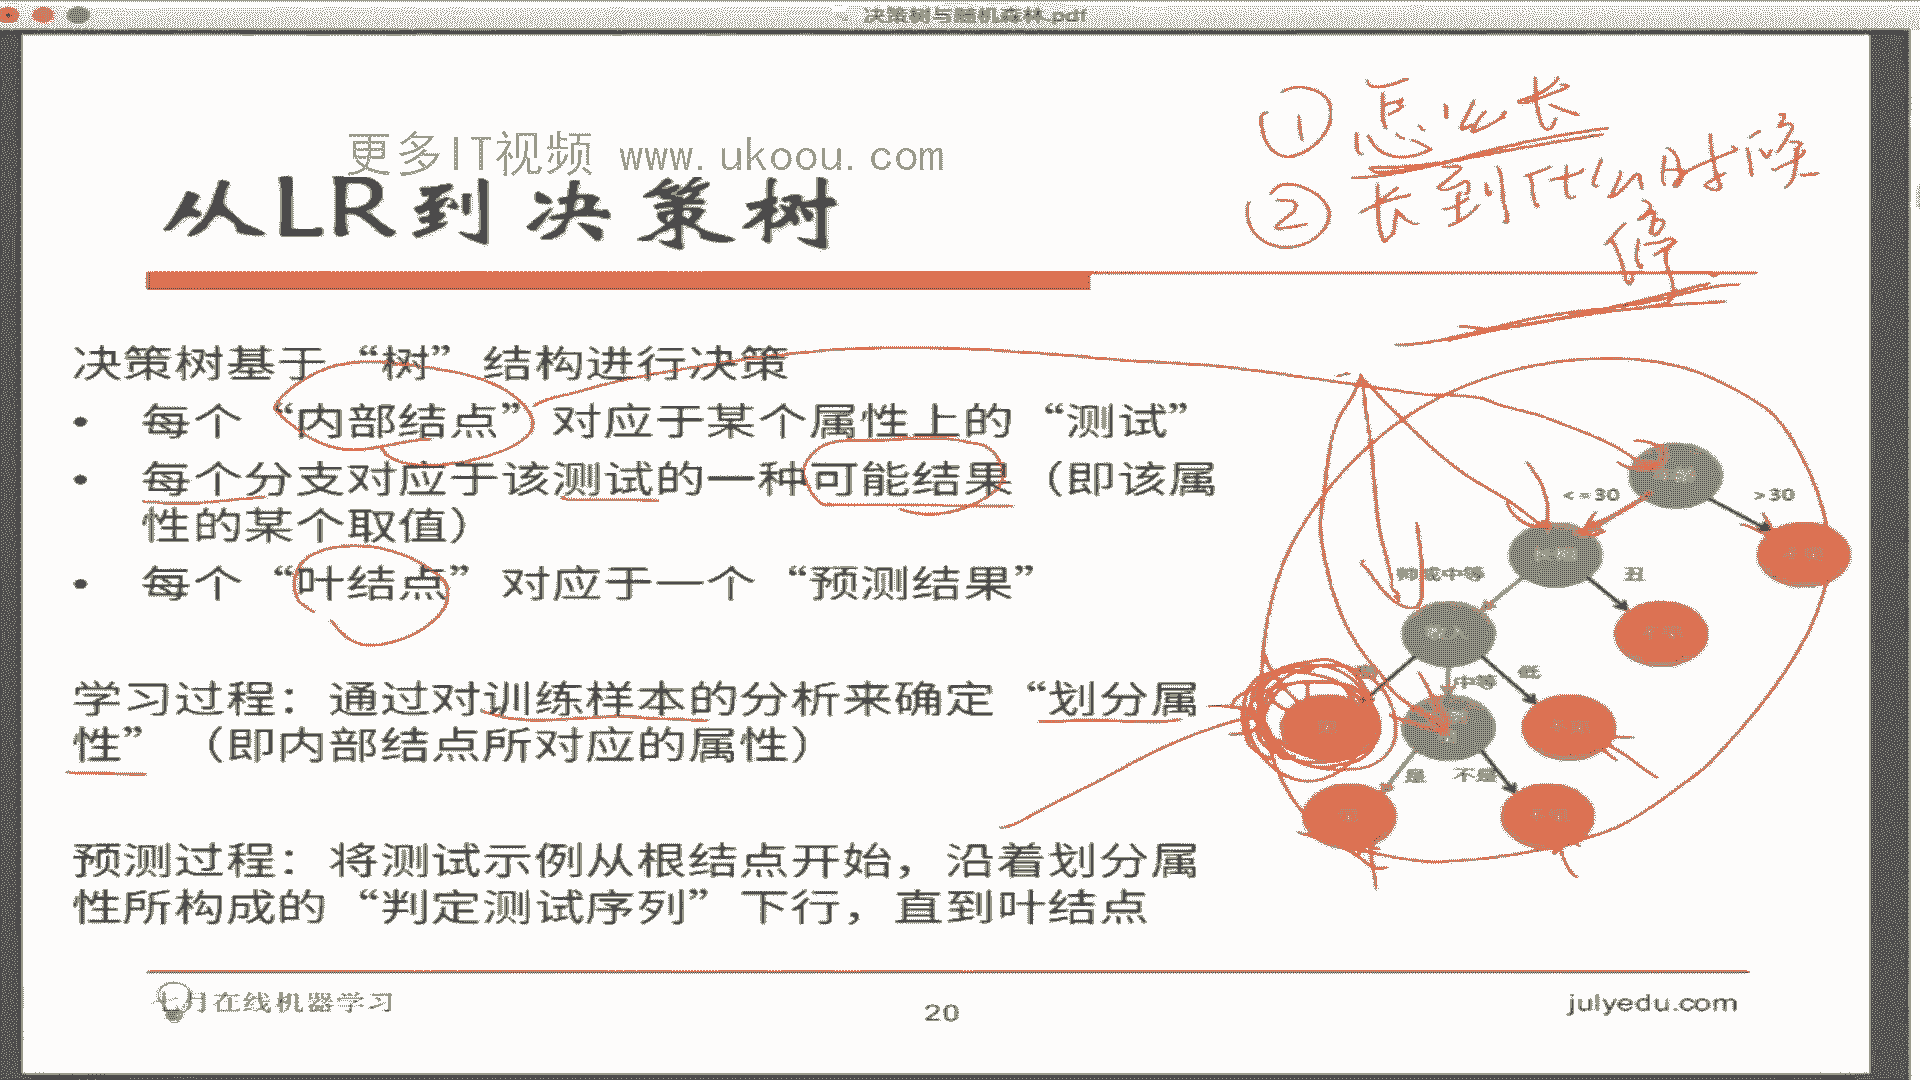 决策树与随机森林.pdf
① 怎么长
② 长到什么时候
停
更多IT视频 www.ukoou.com
从LR到决策树
决策树基于“树”结构进行决策
• 每个“内部结点”对应于某个属性上的“测试”
• 每个分支对应于该测试的一种可能结果（即该属
性的某个取值）
• 每个“叶结点”对应于一个“预测结果”
学习过程：通过对训练样本的分析来确定“划分属
性”（即内部结点所对应的属性）
预测过程：将测试示例从根结点开始，沿着划分属
性所构成的“判定测试序列”下行，直到叶结点
<=30
>30
帅或中等
丑
中等
低
是
不是
七月在线机器学习
20
julyedu.com